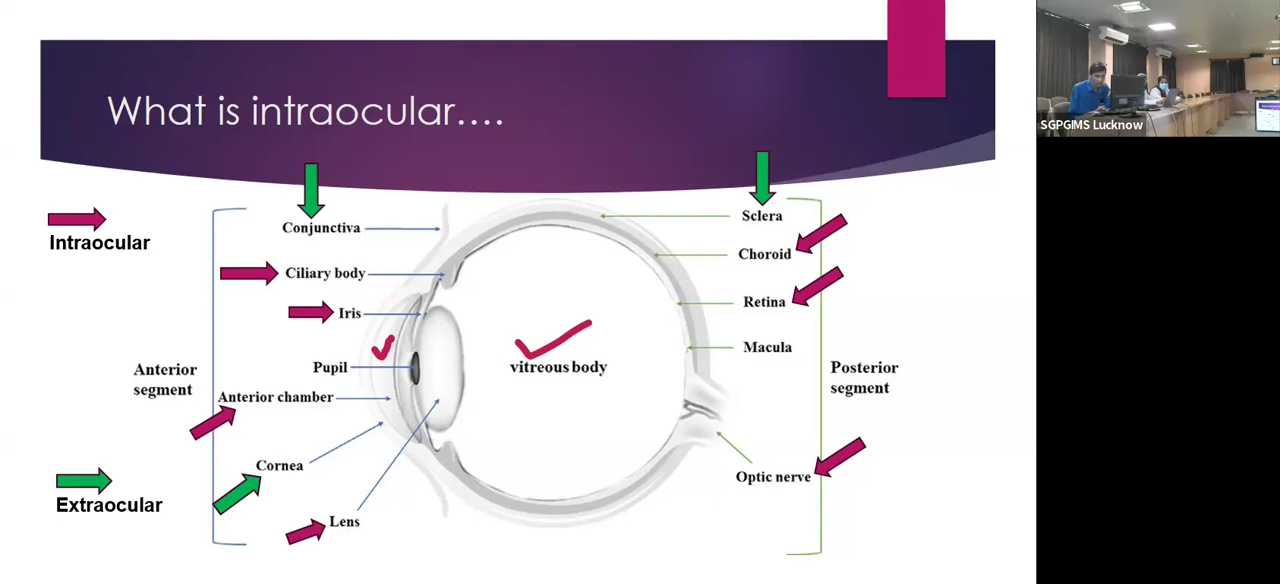 What is intraocular....
SGPGIMS Lucknow
Intraocular
Conjunctiva
Ciliary body
Iris
Pupil
Anterior
segment
Anterior chamber
Cornea
Lens
Extraocular
vitreous body
Sclera
Choroid
Retina
Macula
Posterior
segment
Optic nerve